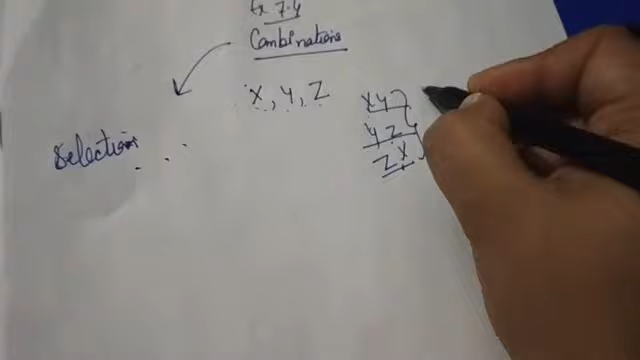 Ex 7.4
Combinations
X, Y, Z
Selection
XY
YZ
ZX